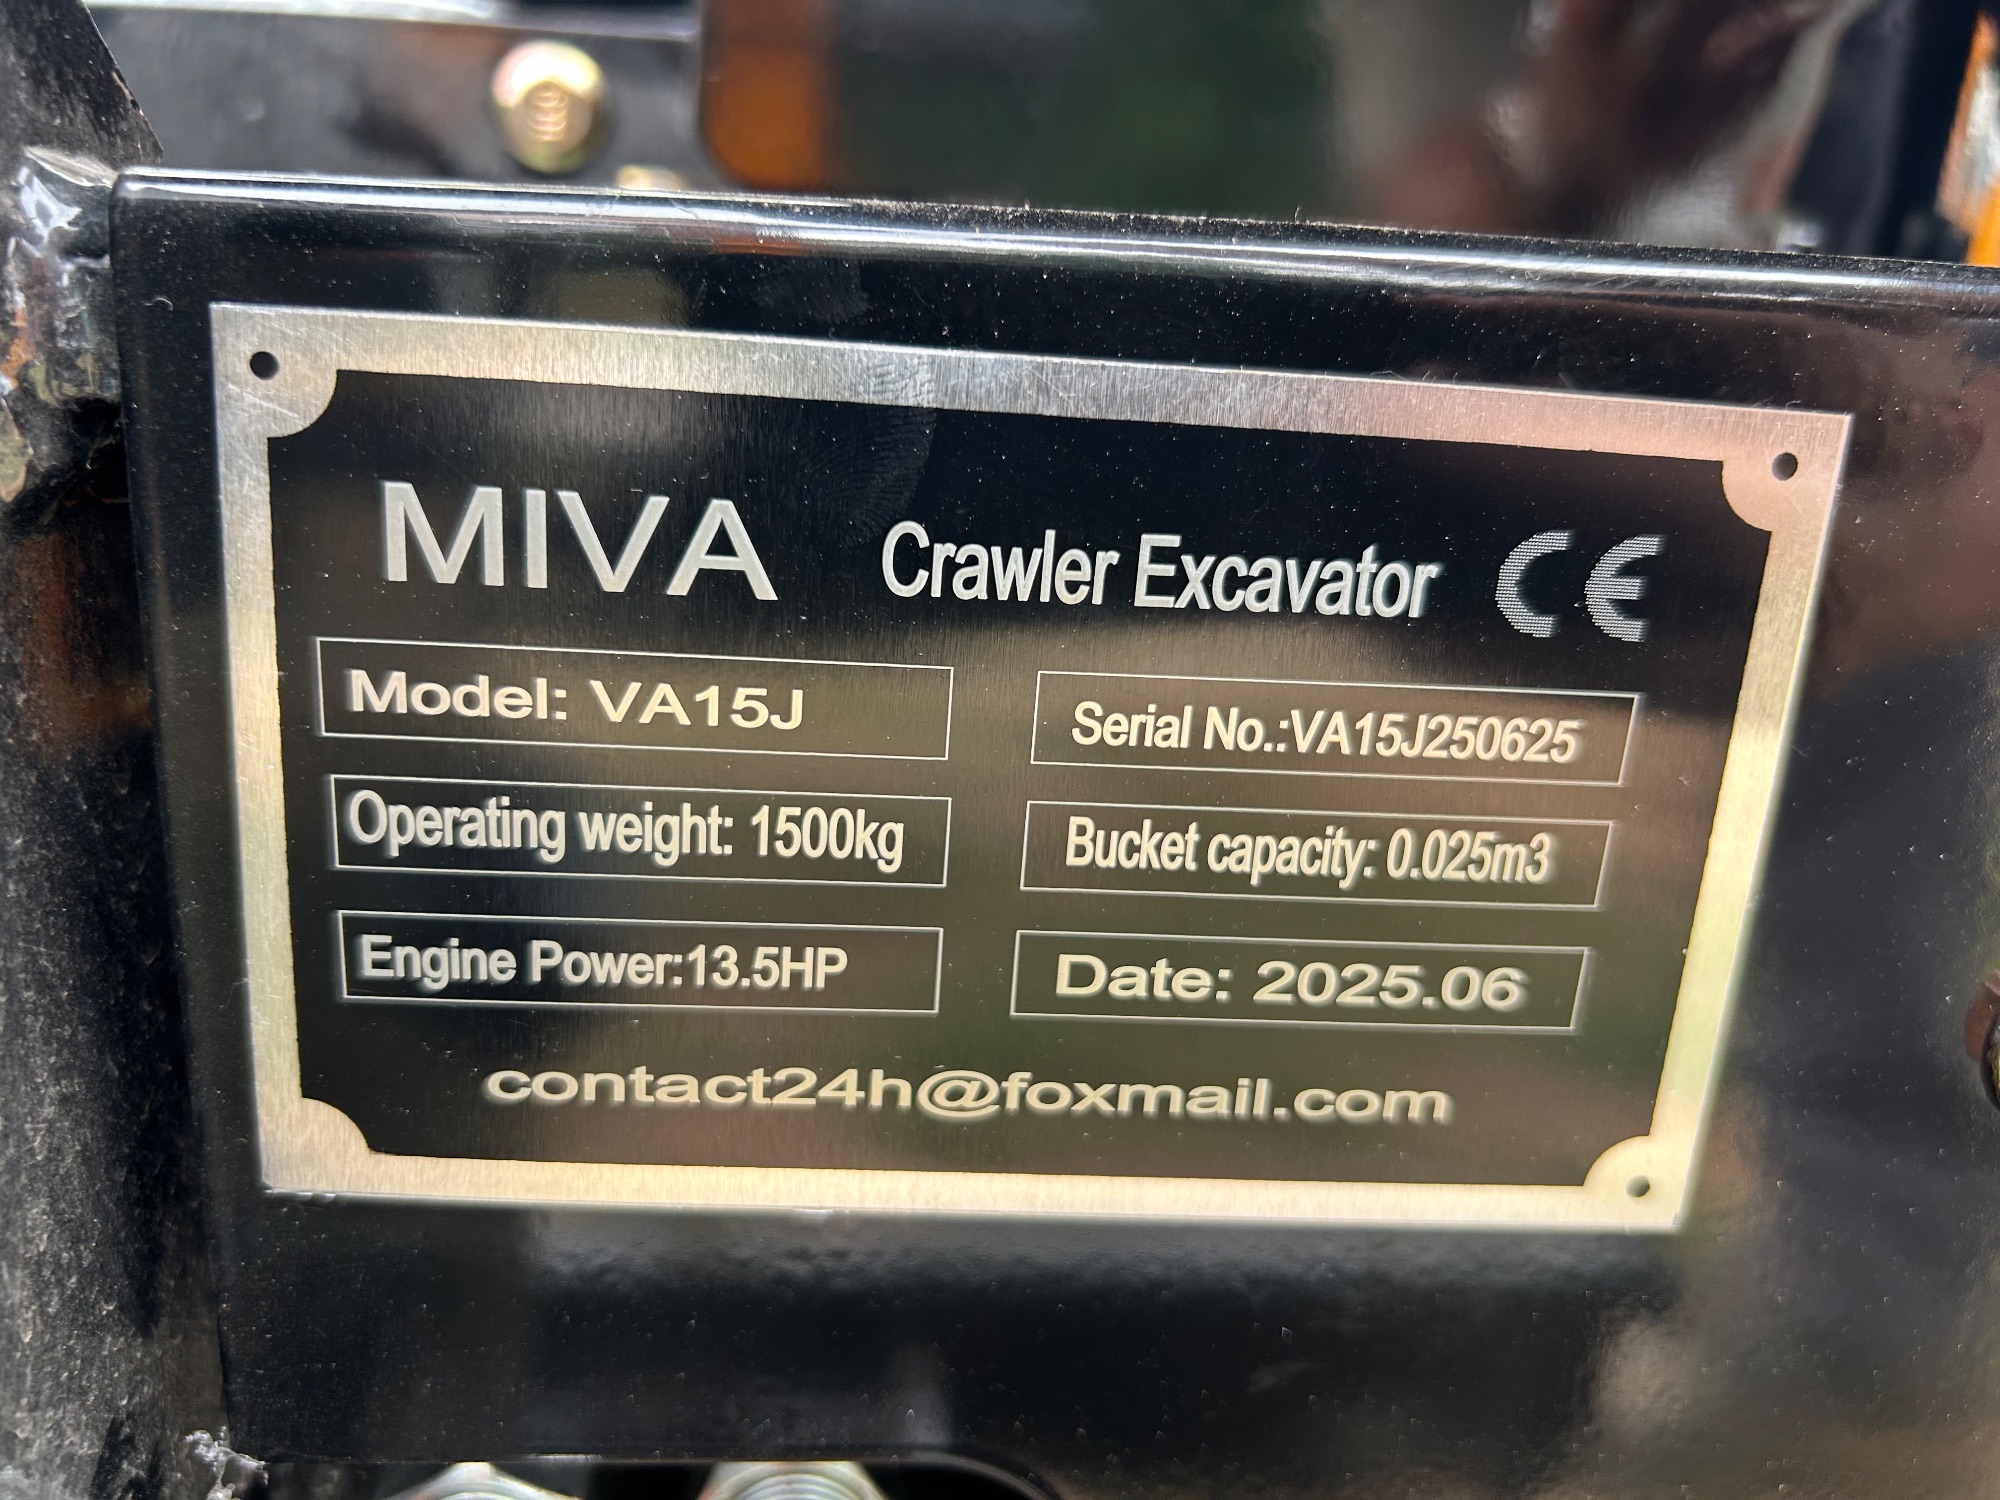 MIVA Crawler Excavator CE
Model: VA15J
Serial No.:VA15J250625
Operating weight: 1500kg
Bucket capacity: 0.025m3
Engine Power:13.5HP
Date: 2025.06
contact24h@foxmail.com